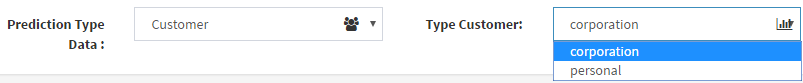 Prediction Type Data :
Customer
Type Customer:
corporation
corporation
personal